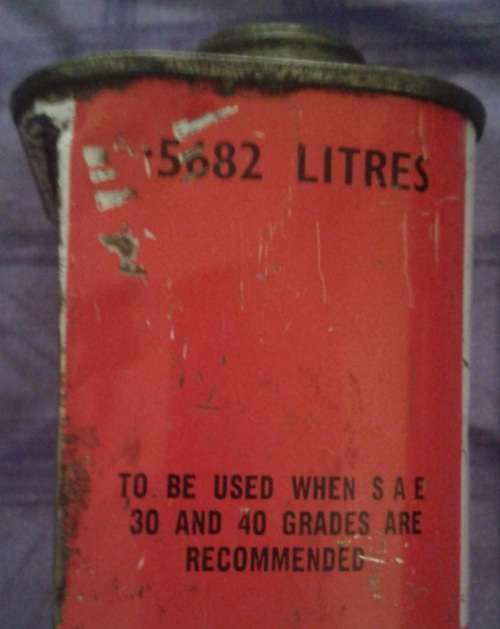 ·5682 LITRES
TO BE USED WHEN S A E
30 AND 40 GRADES ARE
RECOMMENDED